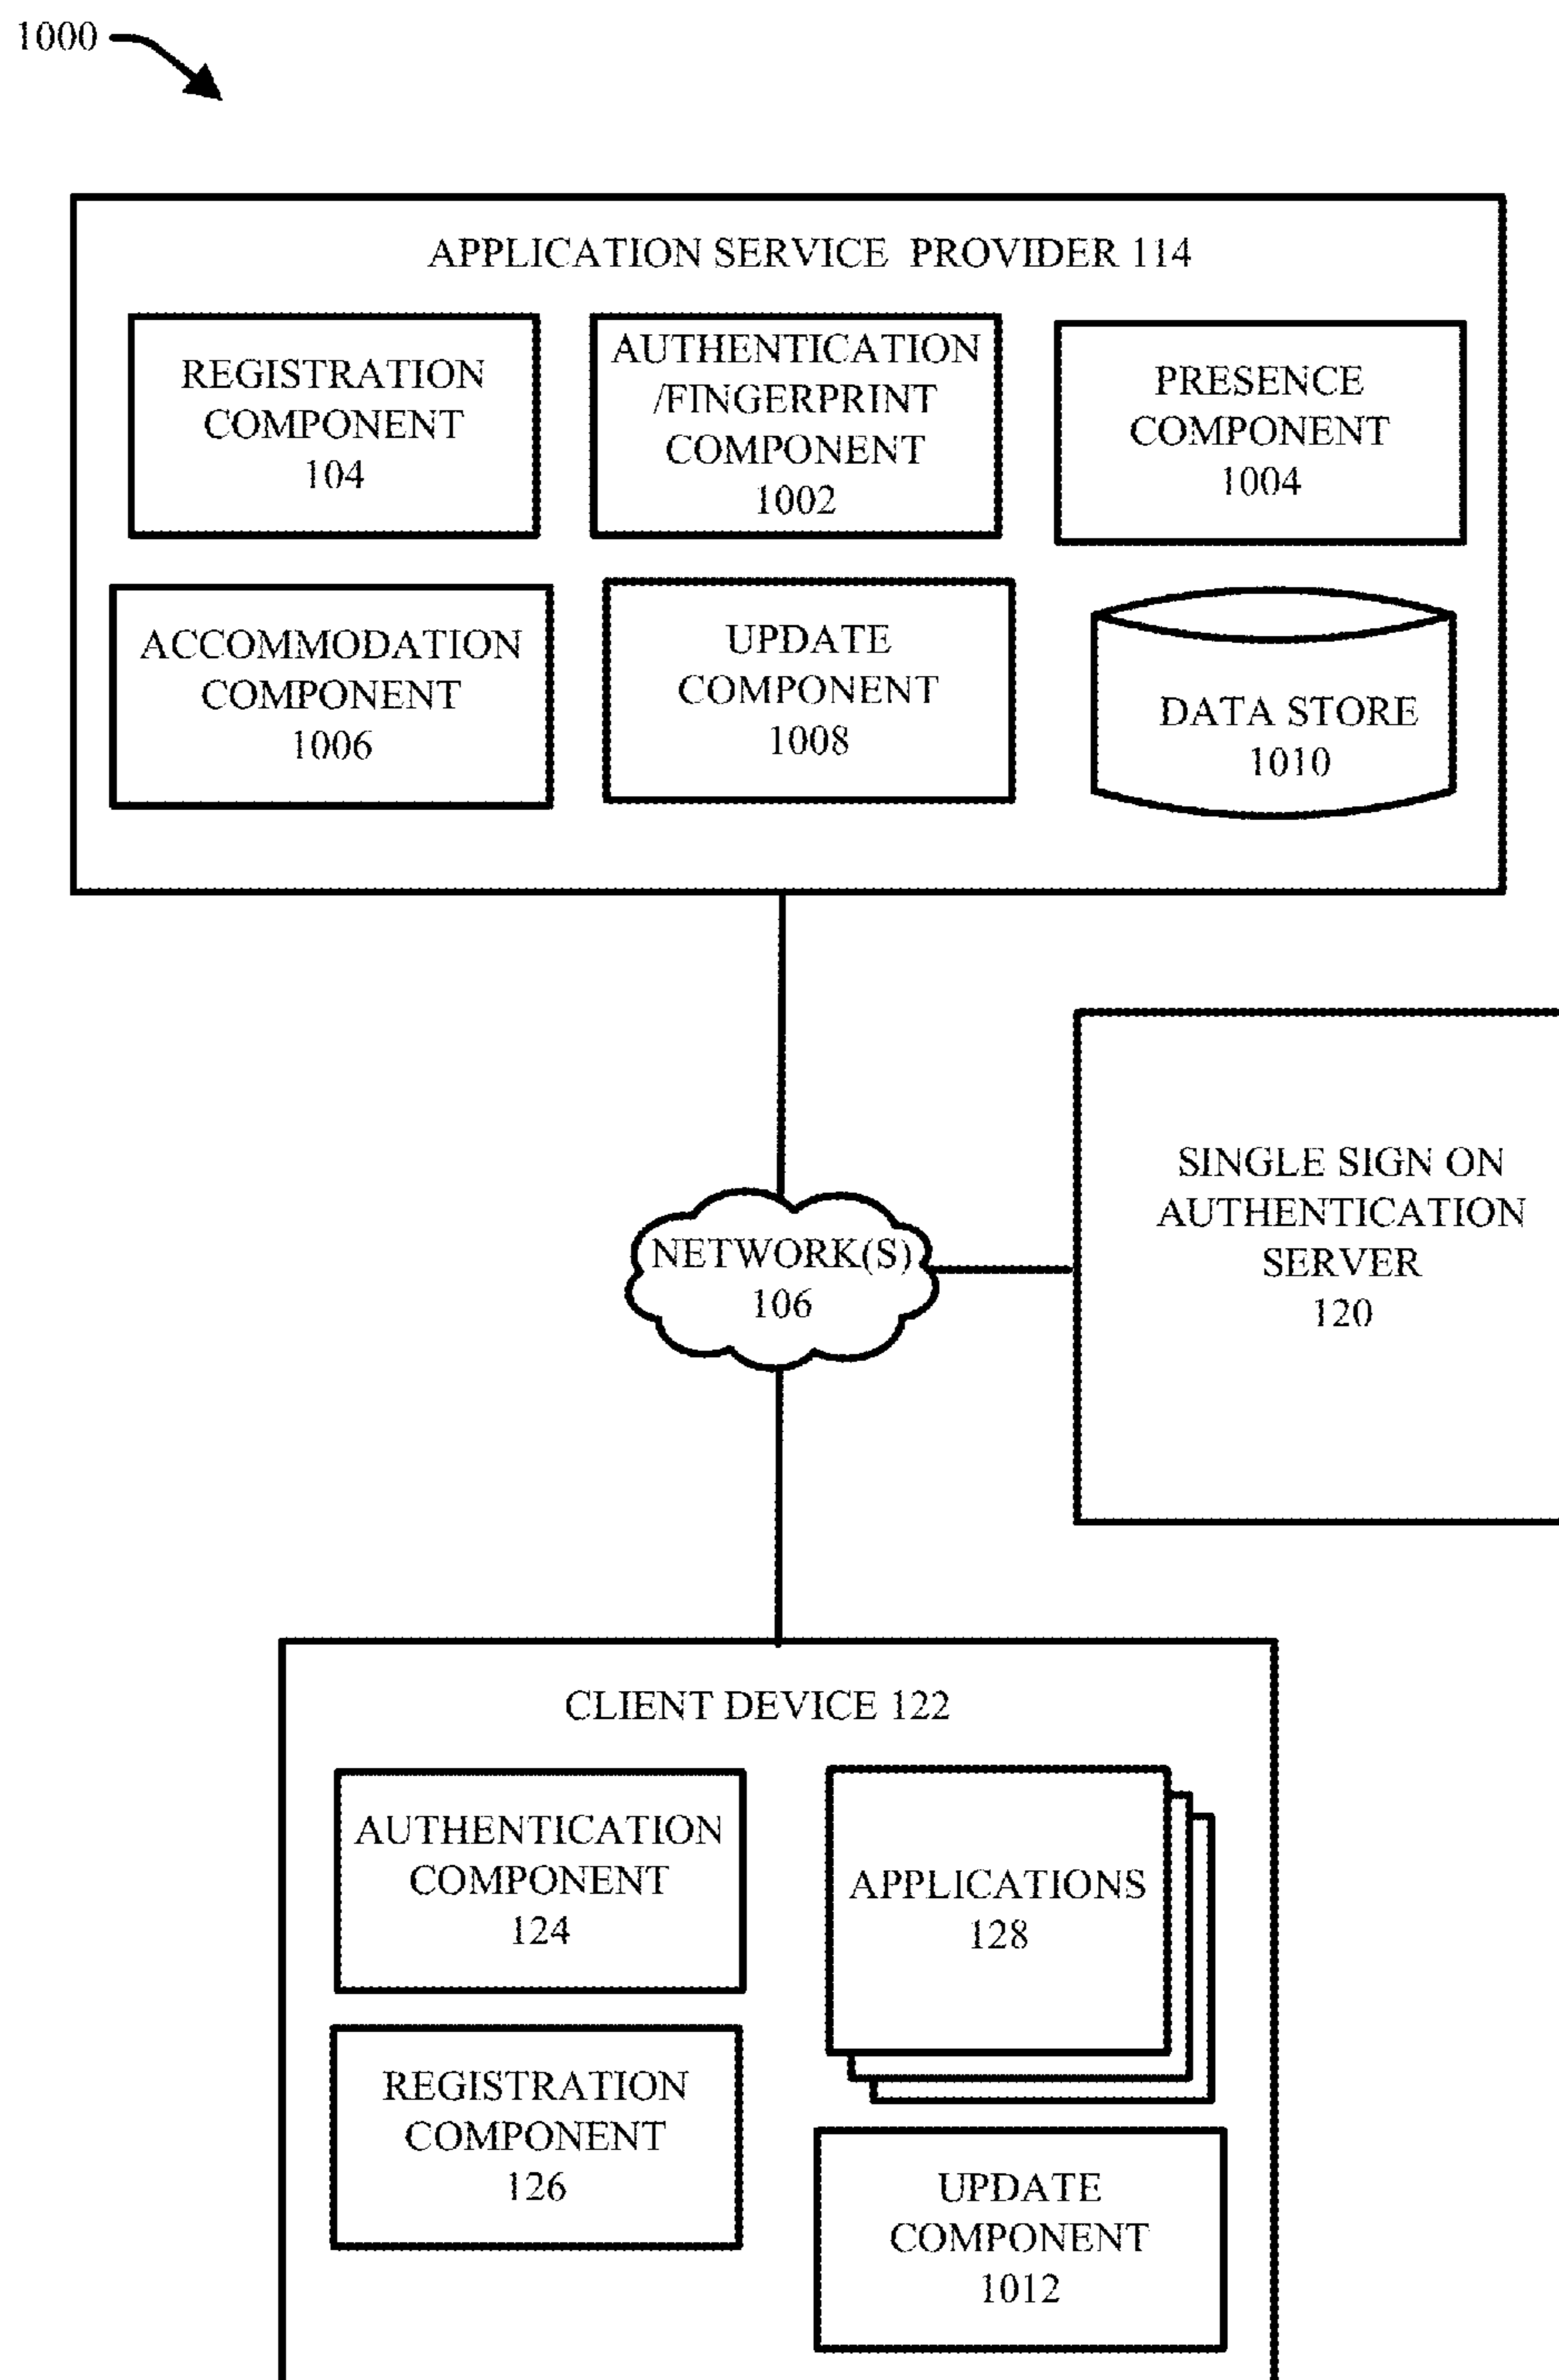 1000
APPLICATION SERVICE PROVIDER 114
REGISTRATION
COMPONENT
104
AUTHENTICATION
/FINGERPRINT
COMPONENT
1002
PRESENCE
COMPONENT
1004
ACCOMMODATION
COMPONENT
1006
UPDATE
COMPONENT
1008
DATA STORE
1010
NETWORK(S)
106
SINGLE SIGN ON
AUTHENTICATION
SERVER
120
CLIENT DEVICE 122
AUTHENTICATION
COMPONENT
124
APPLICATIONS
128
REGISTRATION
COMPONENT
126
UPDATE
COMPONENT
1012